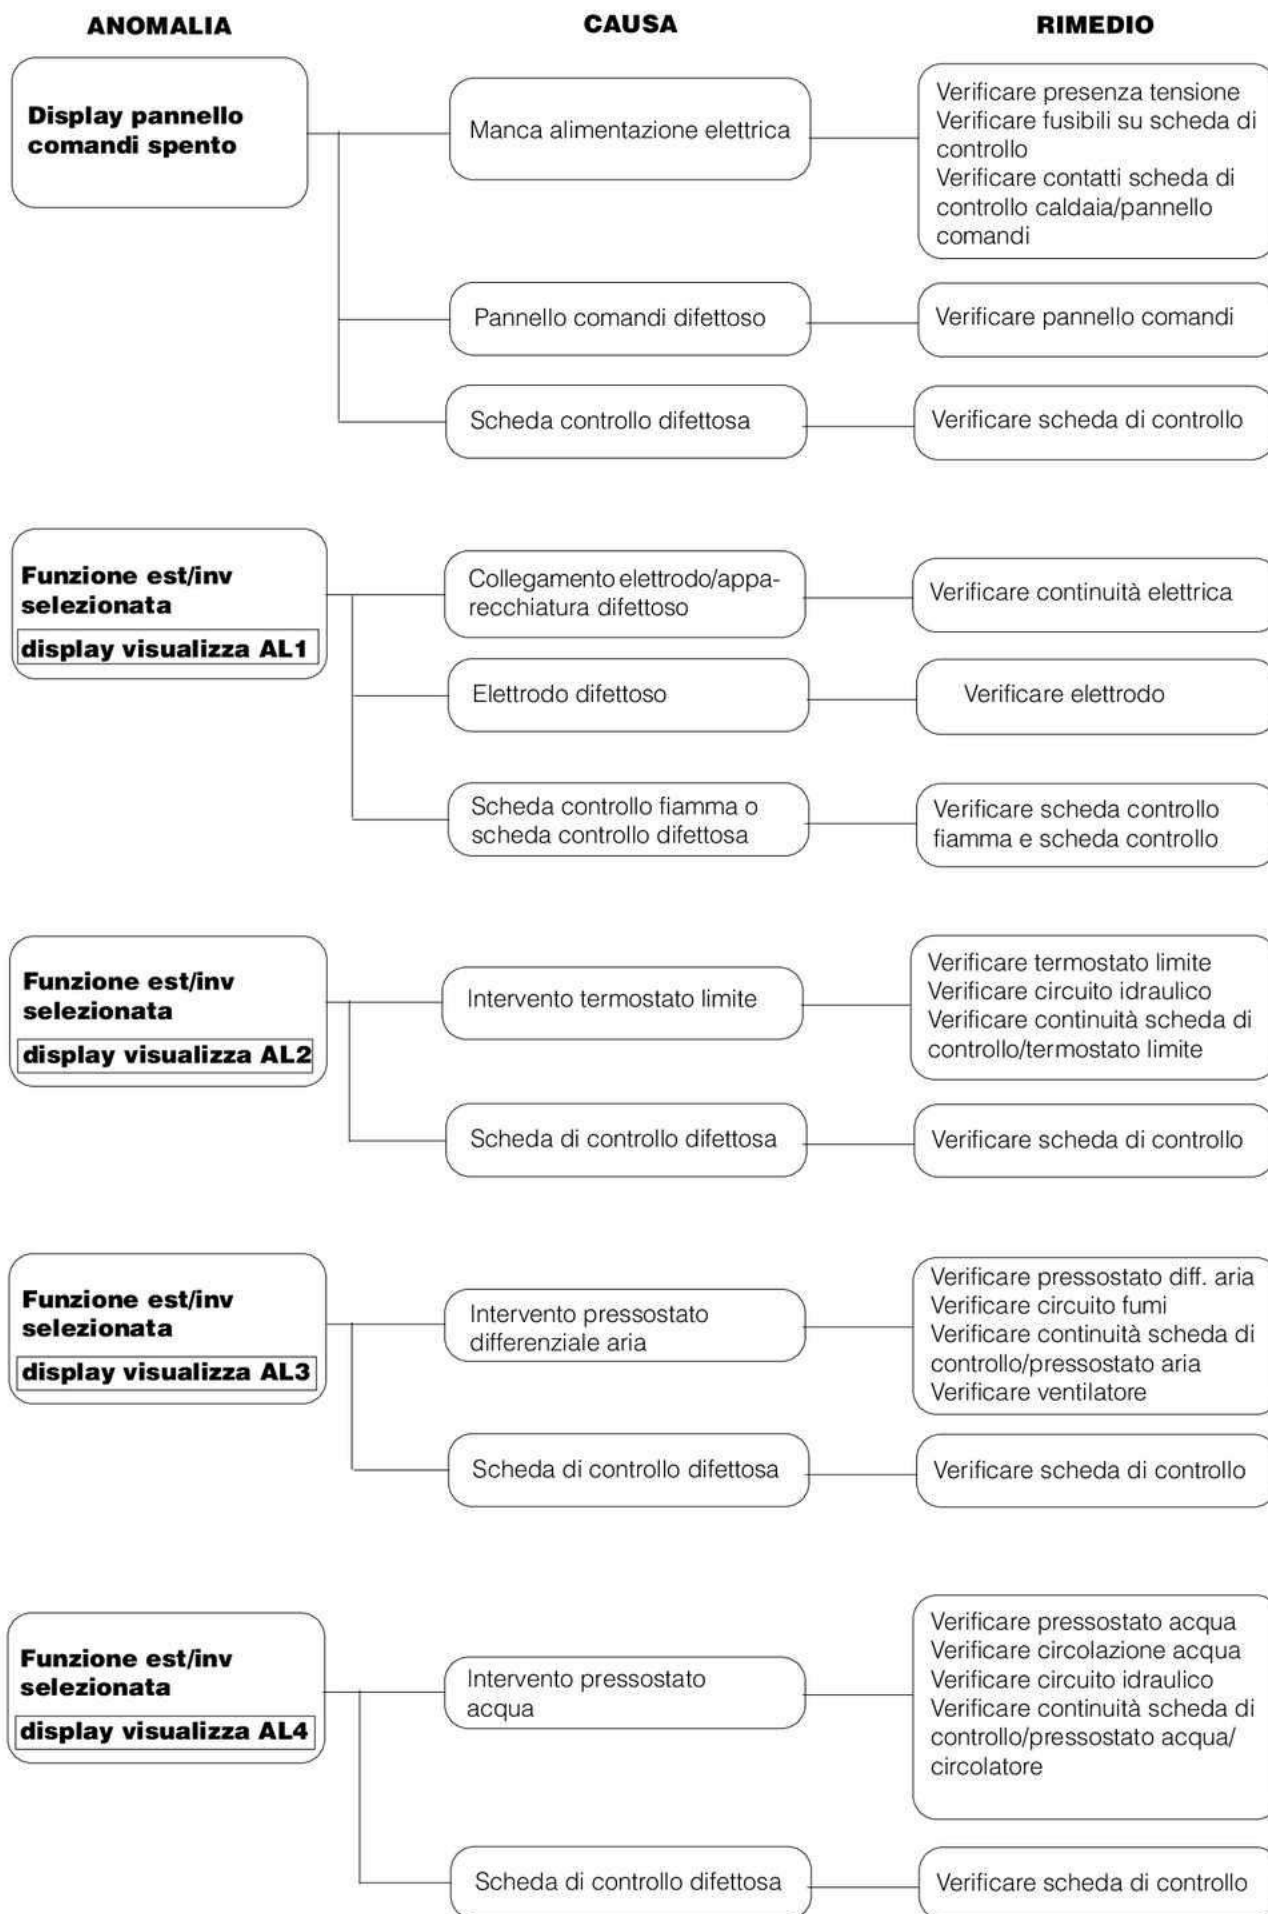 ANOMALIA
CAUSA
RIMEDIO
Display pannello
comandi spento
Manca alimentazione elettrica
Verificare presenza tensione
Verificare fusibili su scheda di
controllo
Verificare contatti scheda di
controllo caldaia/pannello
comandi
Pannello comandi difettoso
Verificare pannello comandi
Scheda controllo difettosa
Verificare scheda di controllo
Funzione est/inv
selezionata
display visualizza AL1
Collegamento elettrodo/appa-
recchiatura difettoso
Verificare continuità elettrica
Elettrodo difettoso
Verificare elettrodo
Scheda controllo fiamma o
scheda controllo difettosa
Verificare scheda controllo
fiamma e scheda controllo
Funzione est/inv
selezionata
display visualizza AL2
Intervento termostato limite
Verificare termostato limite
Verificare circuito idraulico
Verificare continuità scheda di
controllo/termostato limite
Scheda di controllo difettosa
Verificare scheda di controllo
Funzione est/inv
selezionata
display visualizza AL3
Intervento pressostato
differenziale aria
Verificare pressostato diff. aria
Verificare circuito fumi
Verificare continuità scheda di
controllo/pressostato aria
Verificare ventilatore
Scheda di controllo difettosa
Verificare scheda di controllo
Funzione est/inv
selezionata
display visualizza AL4
Intervento pressostato
acqua
Verificare pressostato acqua
Verificare circolazione acqua
Verificare circuito idraulico
Verificare continuità scheda di
controllo/pressostato acqua/
circolatore
Scheda di controllo difettosa
Verificare scheda di controllo